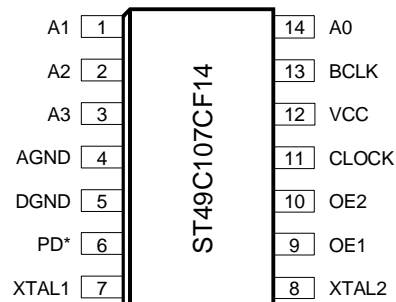 A1 1 14 A0
A2 2 13 BCLK
A3 3 12 VCC
AGND 4 11 CLOCK
DGND 5 10 OE2
PD* 6 9 OE1
XTAL1 7 8 XTAL2
ST49C107CF14